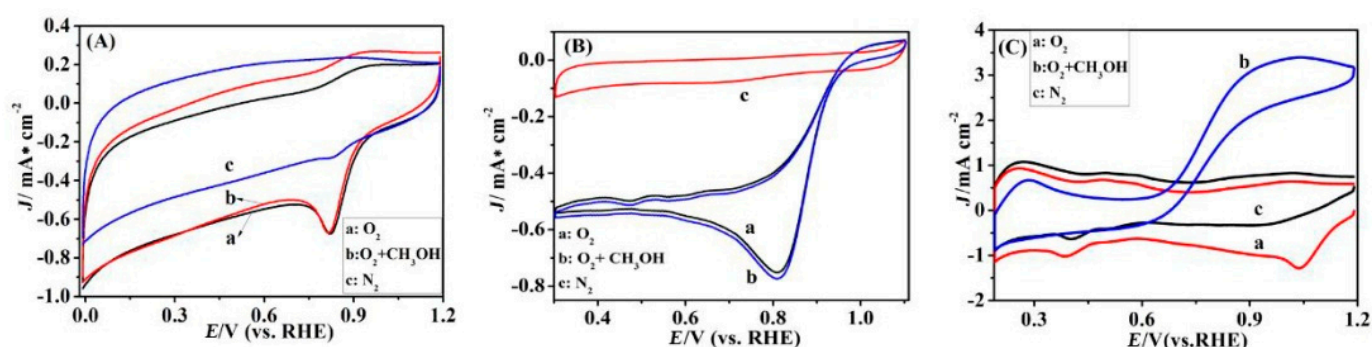 (A)
J/ mA* cm-2
0.4
0.2
0.0
-0.2
-0.4
-0.6
-0.8
-1.0
c
b
a
a: O2
b:O2+CH3OH
c: N2
0.0 0.3 0.6 0.9 1.2
E/V (vs. RHE)
(B)
J/ mA* cm-2
0.0
-0.2
-0.4
-0.6
-0.8
c
a
b
a: O2
b: O2+ CH3OH
c: N2
0.4 0.6 0.8 1.0
E/V (vs. RHE)
(C)
J/mA cm-2
4
3
2
1
0
-1
-2
a: O2
b:O2+CH3OH
c: N2
b
c
a
0.3 0.6 0.9 1.2
E/V(vs.RHE)